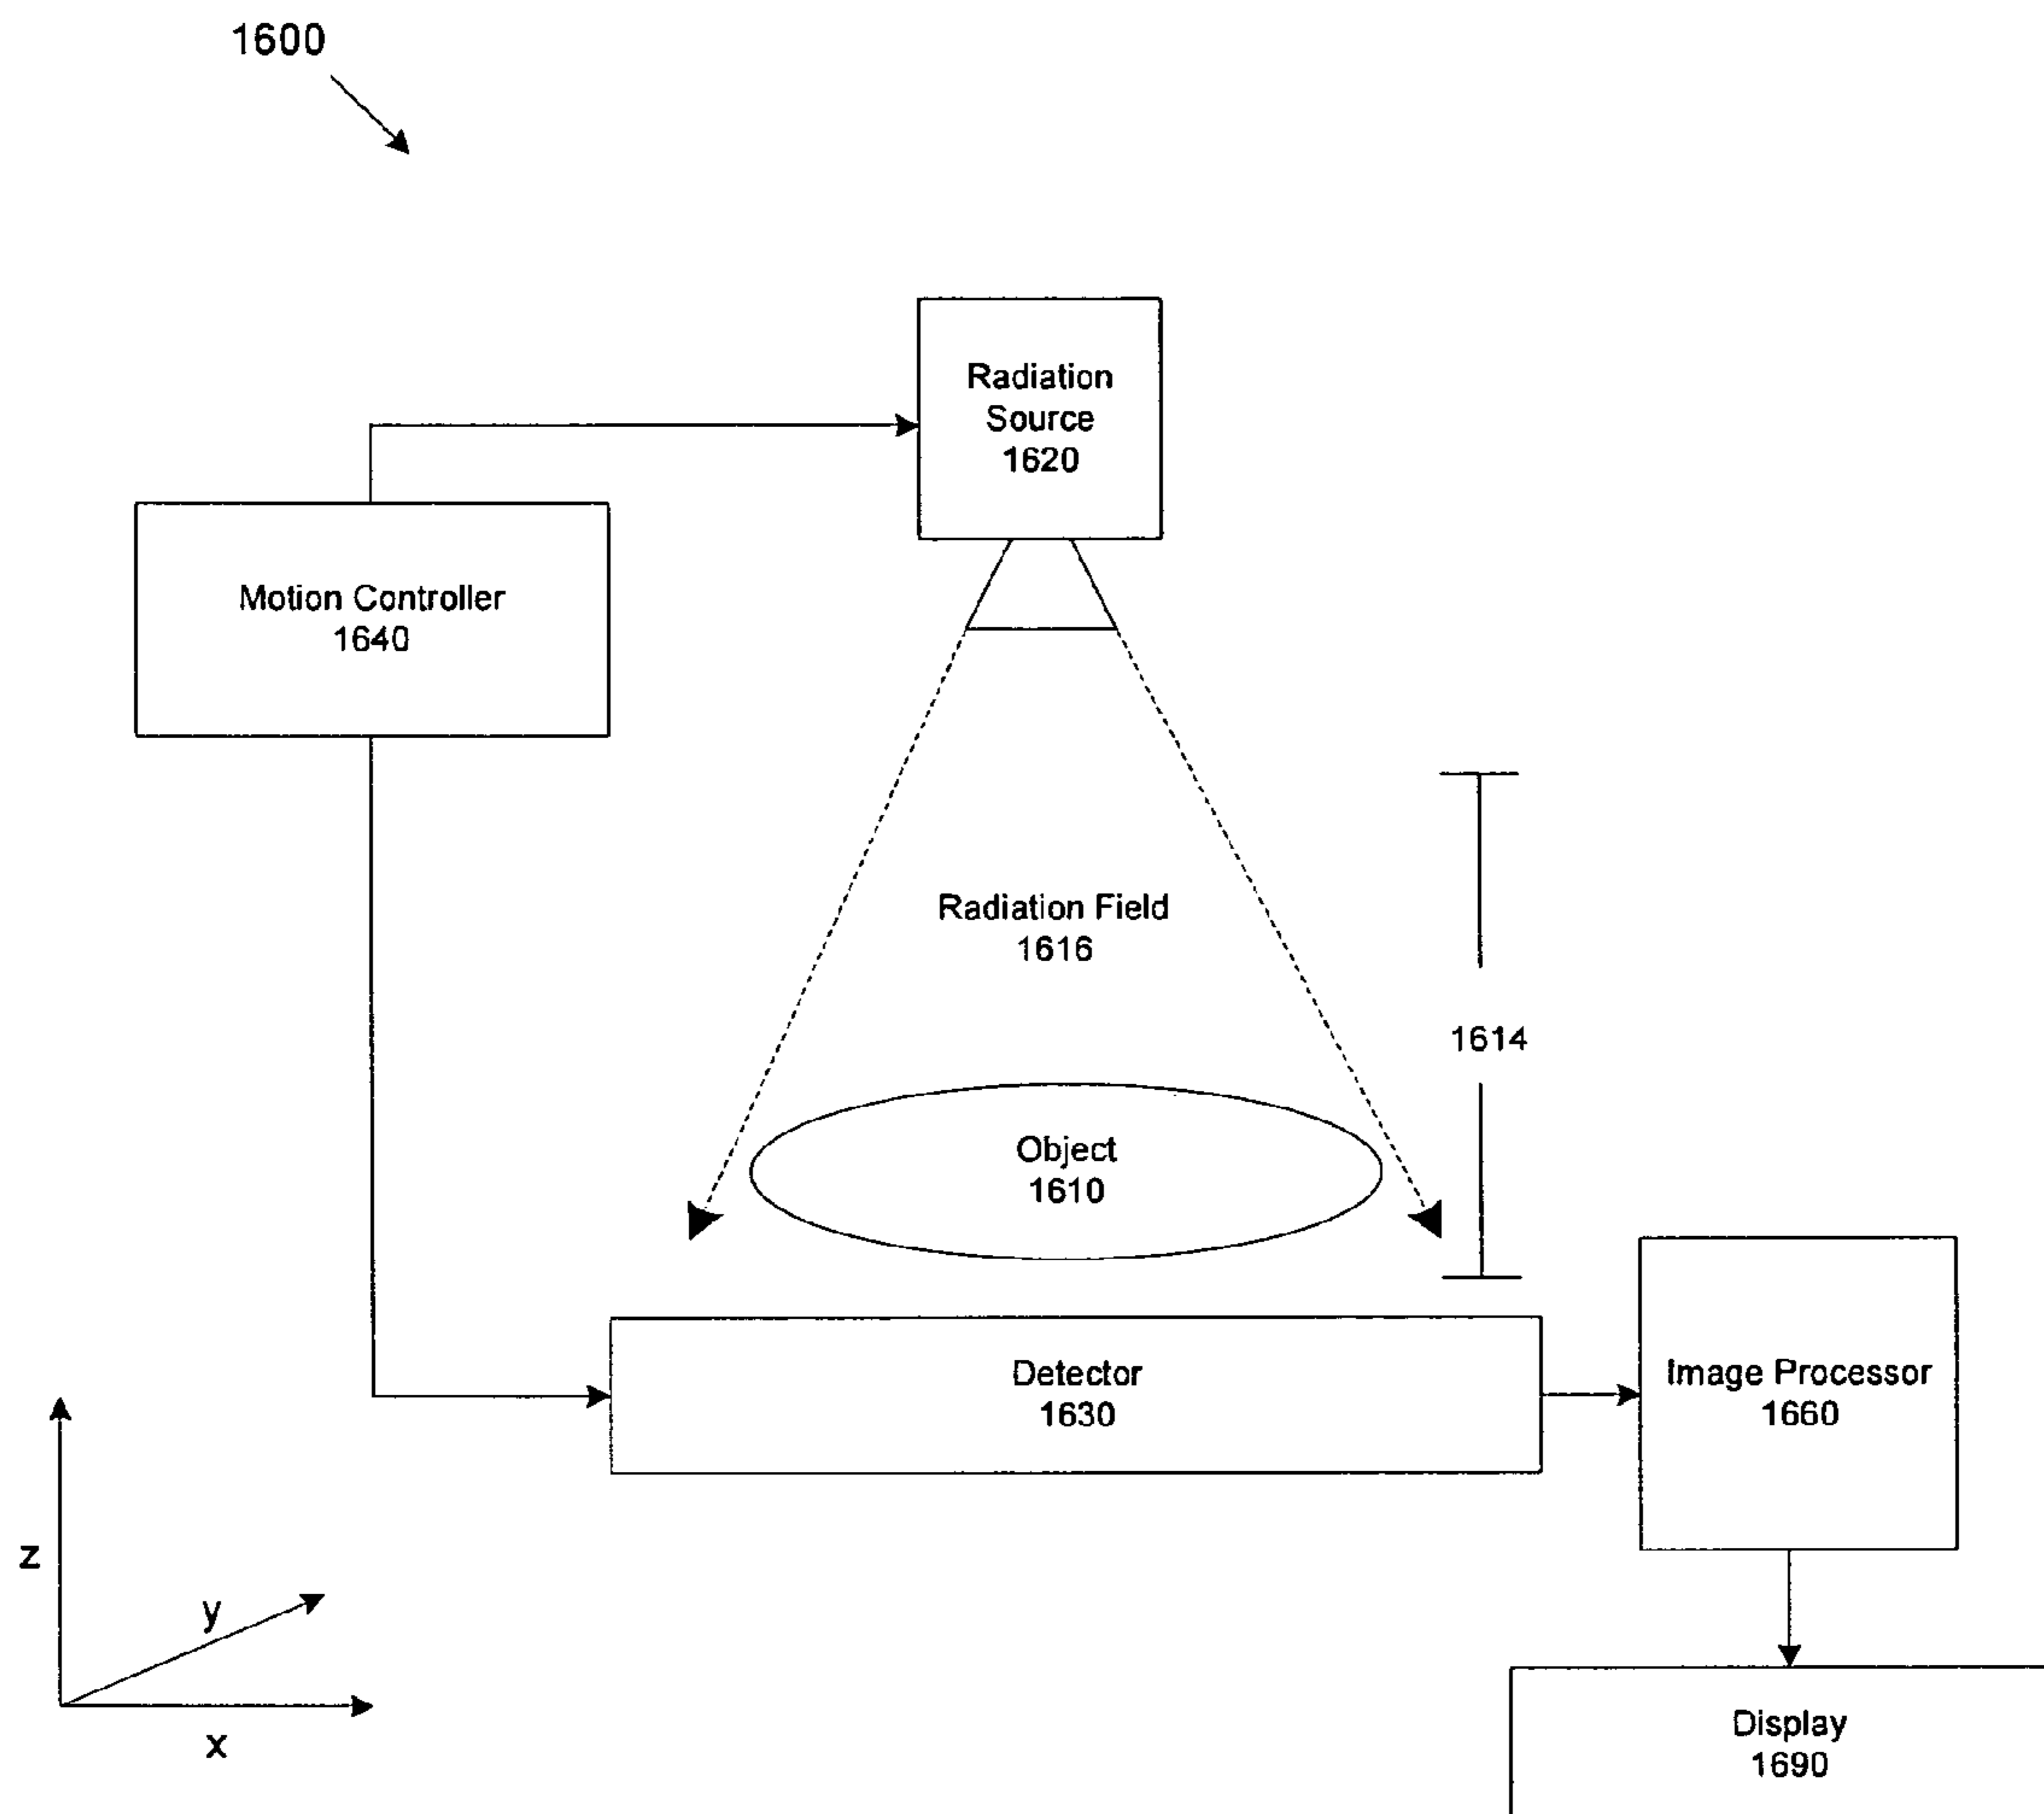 1600
Radiation
Source
1620
Motion Controller
1640
Radiation Field
1616
1614
Object
1610
Detector
1630
Image Processor
1660
z
y
x
Display
1690